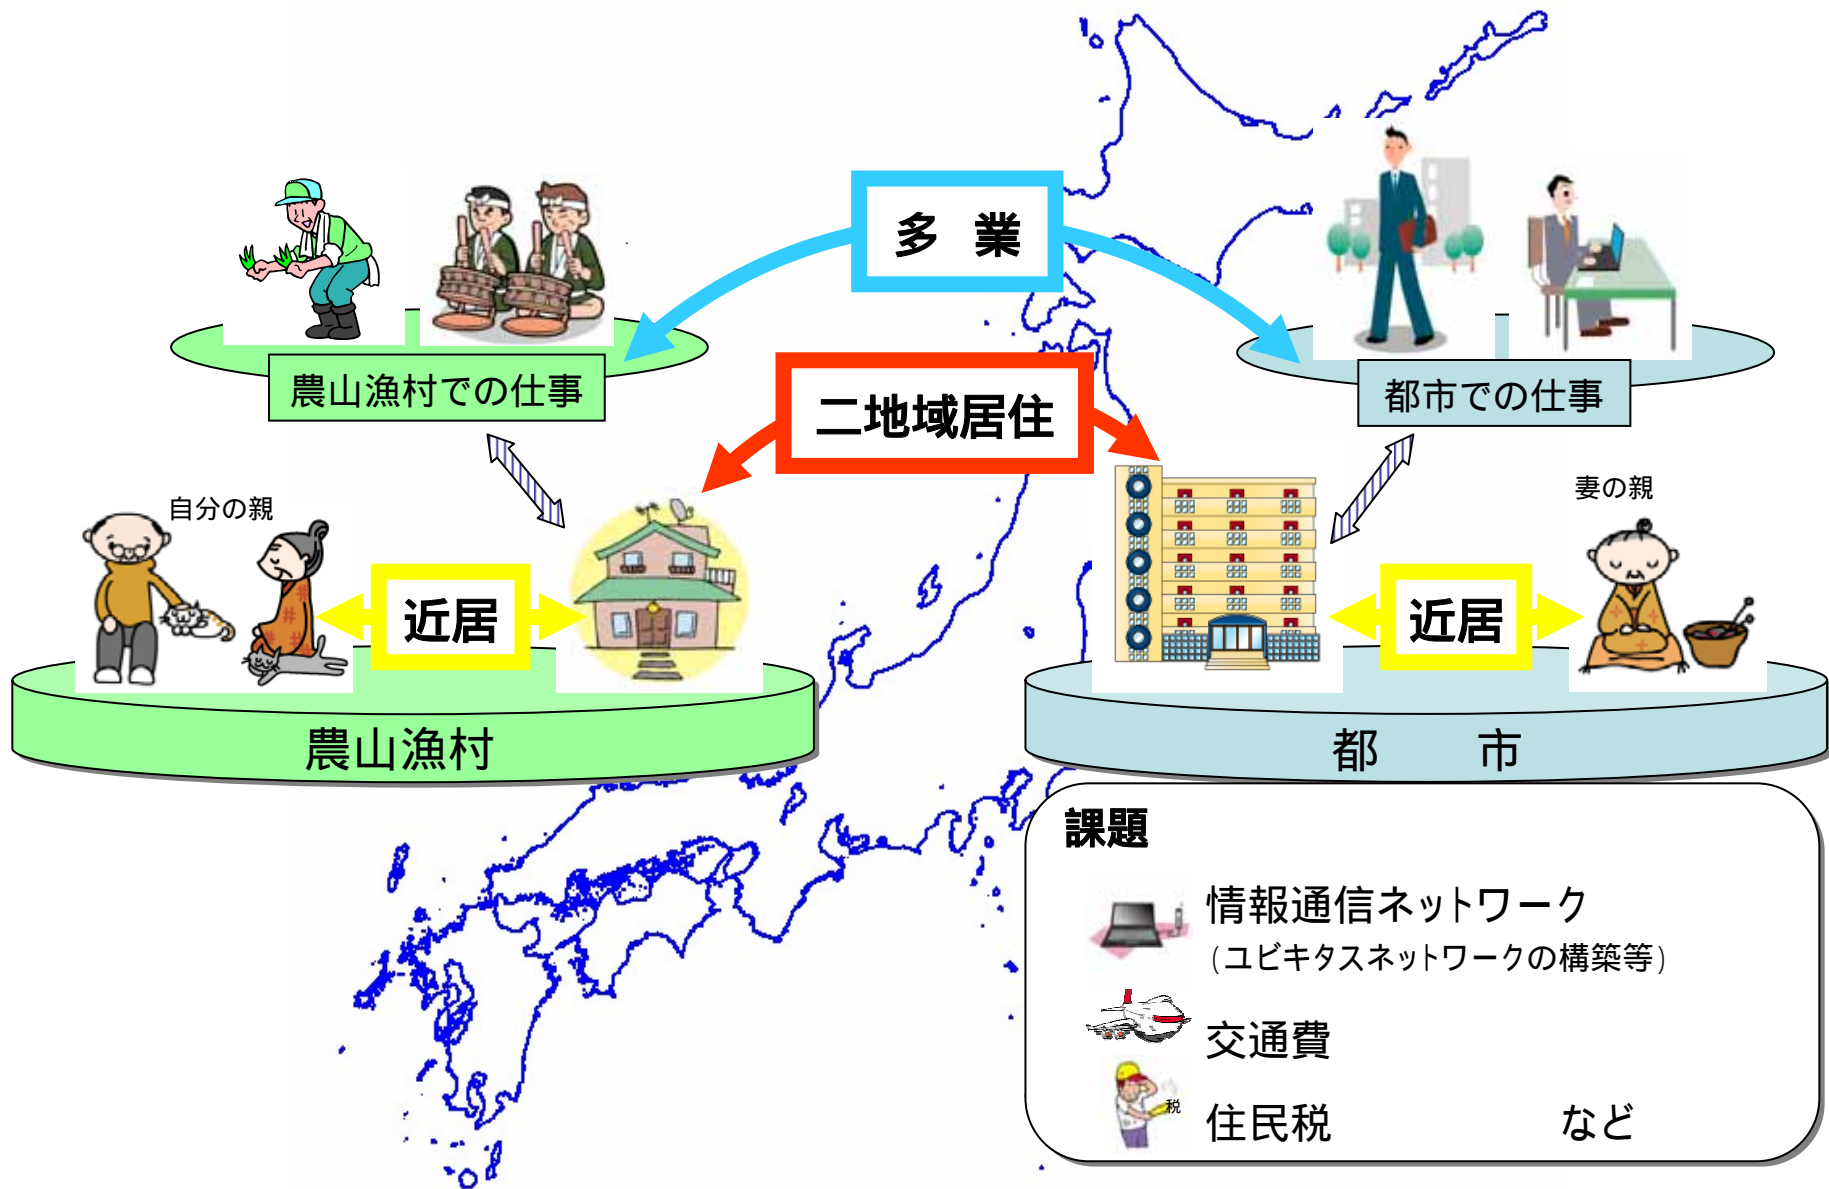 多 業
農山漁村での仕事
都市での仕事
二地域居住
自分の親
妻の親
近居
近居
農山漁村
都 市
課題
情報通信ネットワーク
(ユビキタスネットワークの構築等)
交通費
税
住民税 など